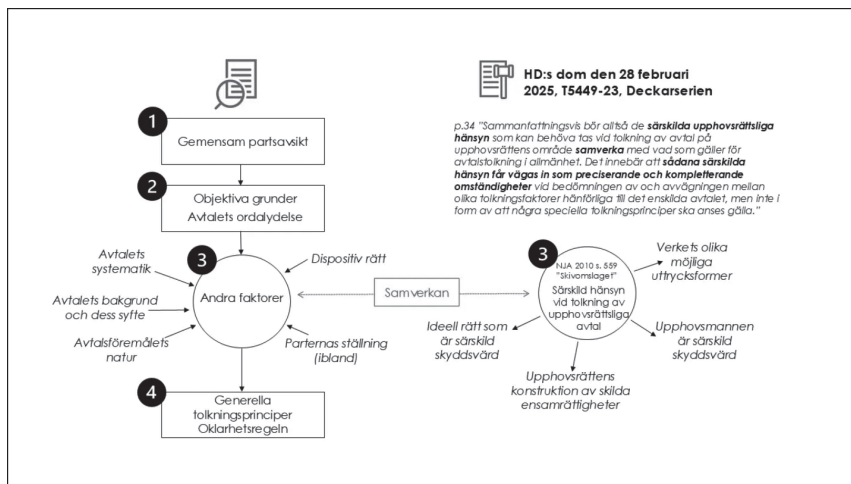 1
Gemensam partsavsikt
2
Objektiva grunder
Avtalets ordalydelse
3
Andra faktorer
Avtalets
systematik
Avtalets bakgrund
och dess syfte
Avtalsföremålets
natur
Dispositiv rätt
Parternas ställning
(ibland)
4
Generella
tolkningsprinciper
Oklarhetsregeln
Samverkan
HD:s dom den 28 februari
2025, T5449-23, Deckarserien
p.34 "Sammanfattningsvis bör alltså de särskilda upphovsrättsliga
hänsyn som kan behöva tas vid tolkning av avtal på
upphovsrättens område samverka med vad som gäller för
avtalstolkning i allmänhet. Det innebär att sådana särskilda
hänsyn får vägas in som preciserande och kompletterande
omständigheter vid bedömningen av och avvägningen mellan
olika tolkningsfaktorer hänförliga till det enskilda avtalet, men inte i
form av att några speciella tolkningsprinciper ska anses gälla."
3
NJA 2010 s. 559
"Skivomslaget"
Särskild hänsyn
vid tolkning av
upphovsrättsliga
avtal
Verkets olika
möjliga
uttrycksformer
Ideell rätt som
är särskild
skyddsvärd
Upphovsmannen
är särskild
skyddsvärd
Upphovsrättens
konstruktion av skilda
ensamrättigheter